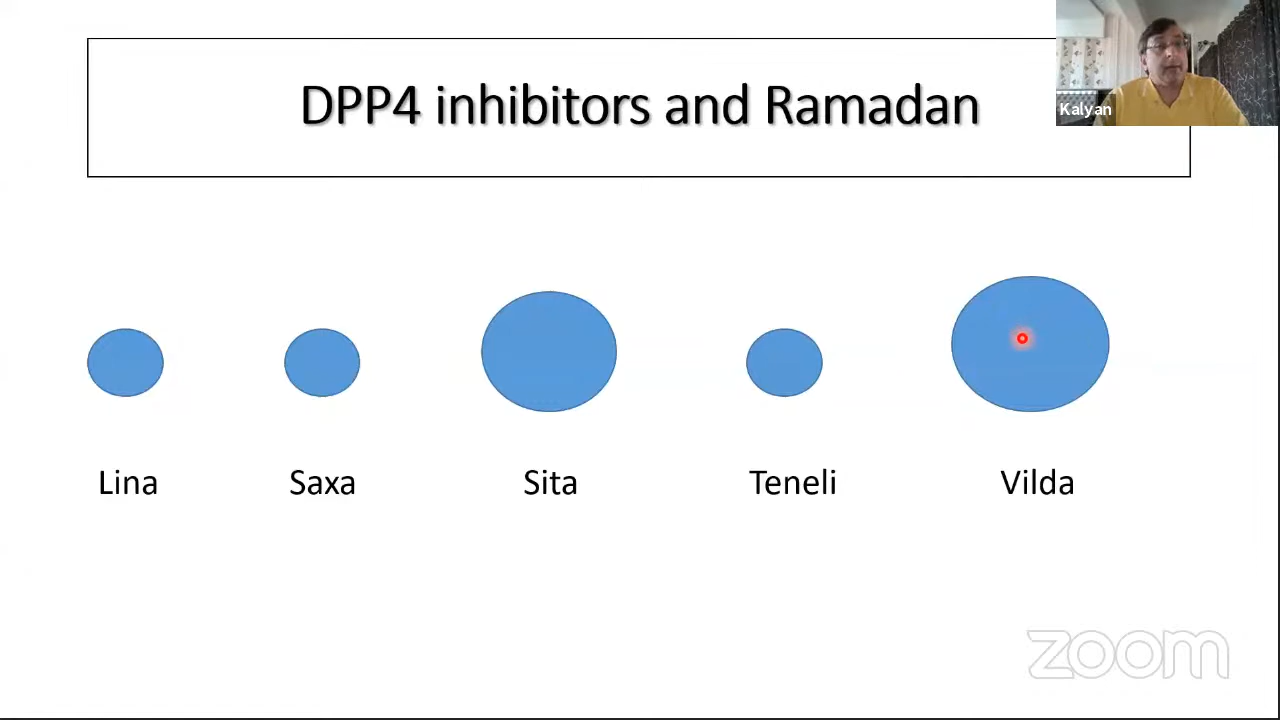 DPP4 inhibitors and Ramadan
Kalyan
Lina Saxa Sita Teneli Vilda
zoom